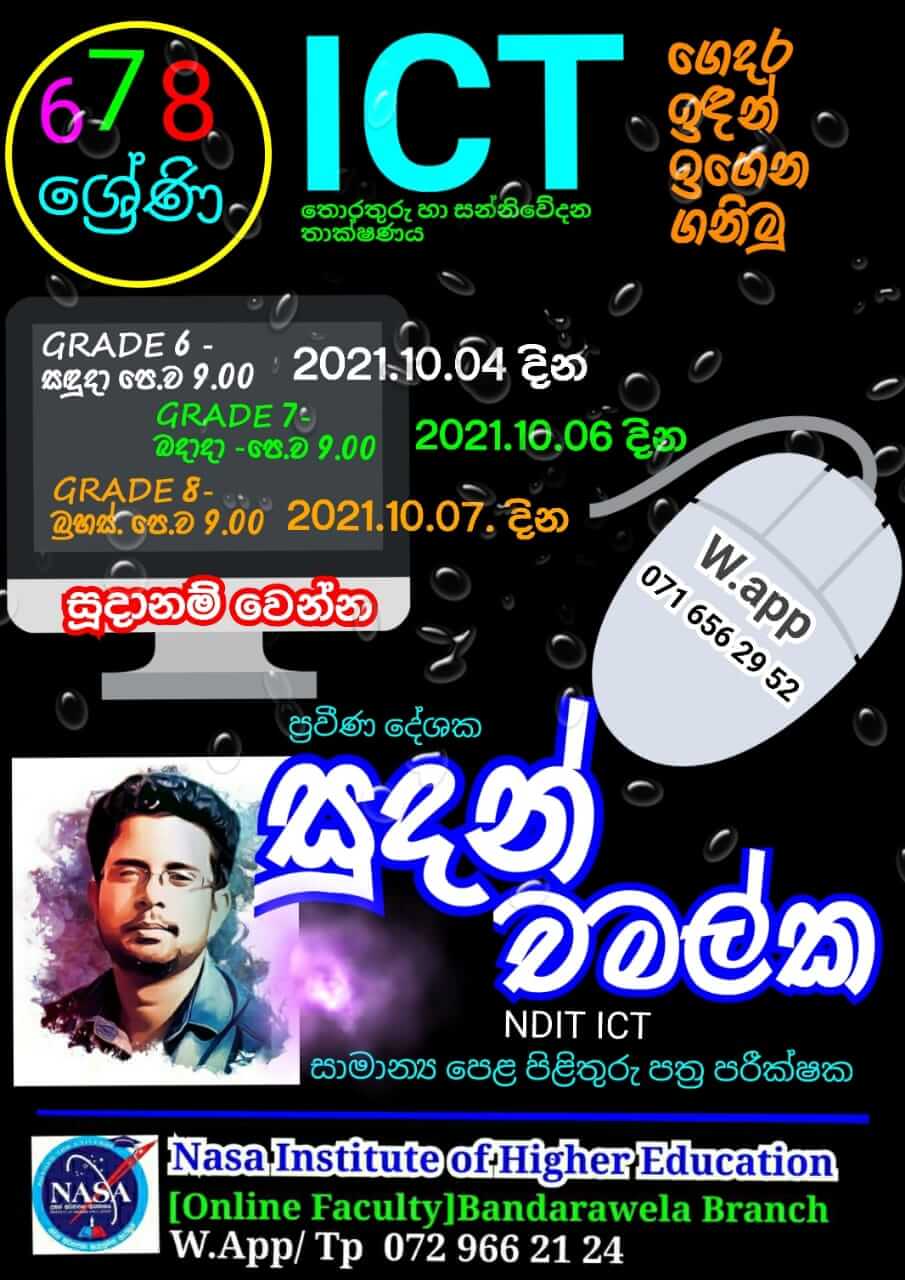 6 7 8
ශ්‍රේණි
ICT
තොරතුරු හා සන්නිවේදන
තාක්ෂණය
ගෙදර
ඉඳන්
ඉගෙන
ගනිමු
GRADE 6 -
සඳුදා පෙ.ව 9.00 2021.10.04 දින
GRADE 7-
බදාදා -පෙ.ව 9.00 2021.10.06 දින
GRADE 8-
බ්‍රහස්. පෙ.ව 9.00 2021.10.07. දින
සූදානම් වෙන්න
W.app
071 656 29 52
ප්‍රවීණ දේශක
සුදන්
චමල්ක
NDIT ICT
සාමාන්‍ය පෙළ පිළිතුරු පත්‍ර පරීක්ෂක
NASA
Nasa Institute of Higher Education
[Online Faculty]Bandarawela Branch
W.App/ Tp 072 966 21 24